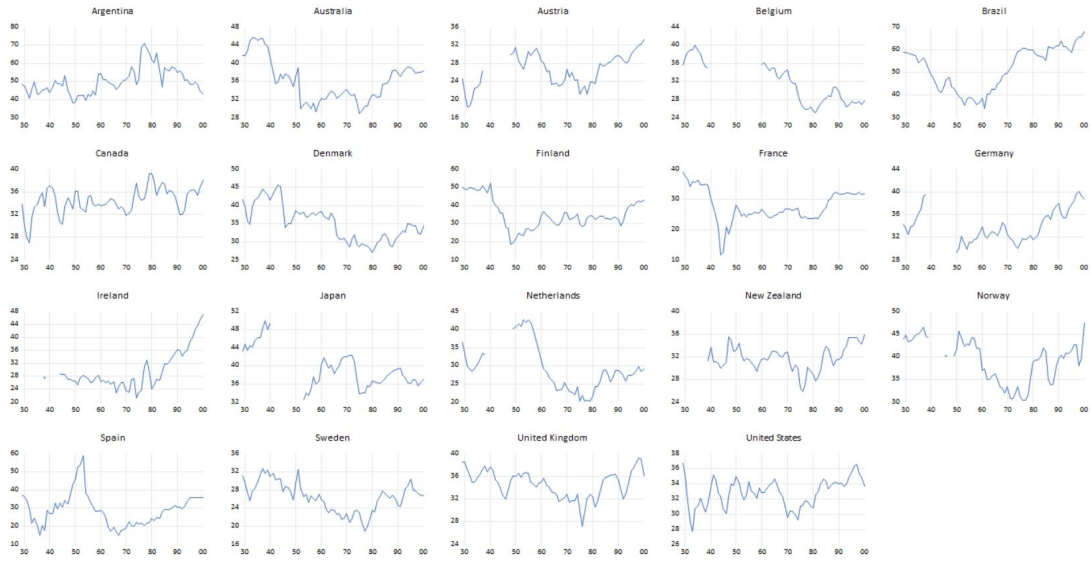 Argentina
80
70
60
50
40
30
30 40 50 60 70 80 90 00
Australia
48
44
40
36
32
28
30 40 50 60 70 80 90 00
Austria
36
32
28
24
20
16
30 40 50 60 70 80 90 00
Belgium
44
40
36
32
28
24
30 40 50 60 70 80 90 00
Brazil
70
60
50
40
30
30 40 50 60 70 80 90 00
Canada
40
36
32
28
24
30 40 50 60 70 80 90 00
Denmark
50
45
40
35
30
25
30 40 50 60 70 80 90 00
Finland
60
50
40
30
20
10
30 40 50 60 70 80 90 00
France
40
30
20
10
30 40 50 60 70 80 90 00
Germany
44
40
36
32
28
30 40 50 60 70 80 90 00
Ireland
48
44
40
36
32
28
24
20
30 40 50 60 70 80 90 00
Japan
52
48
44
40
36
32
30 40 50 60 70 80 90 00
Netherlands
45
40
35
30
25
20
30 40 50 60 70 80 90 00
New Zealand
40
36
32
28
24
30 40 50 60 70 80 90 00
Norway
50
45
40
35
30
30 40 50 60 70 80 90 00
Spain
60
50
40
30
20
10
30 40 50 60 70 80 90 00
Sweden
36
32
28
24
20
16
30 40 50 60 70 80 90 00
United Kingdom
40
36
32
28
24
30 40 50 60 70 80 90 00
United States
38
36
34
32
30
28
26
30 40 50 60 70 80 90 00